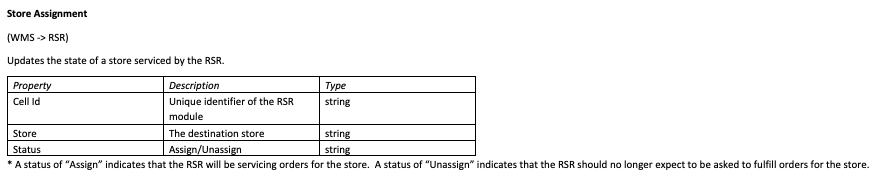 Store Assignment
(WMS -> RSR)
Updates the state of a store serviced by the RSR.
Property Description Type
Cell Id Unique identifier of the RSR string
module
Store The destination store string
Status Assign/Unassign string
* A status of “Assign” indicates that the RSR will be servicing orders for the store. A status of “Unassign” indicates that the RSR should no longer expect to be asked to fulfill orders for the store.